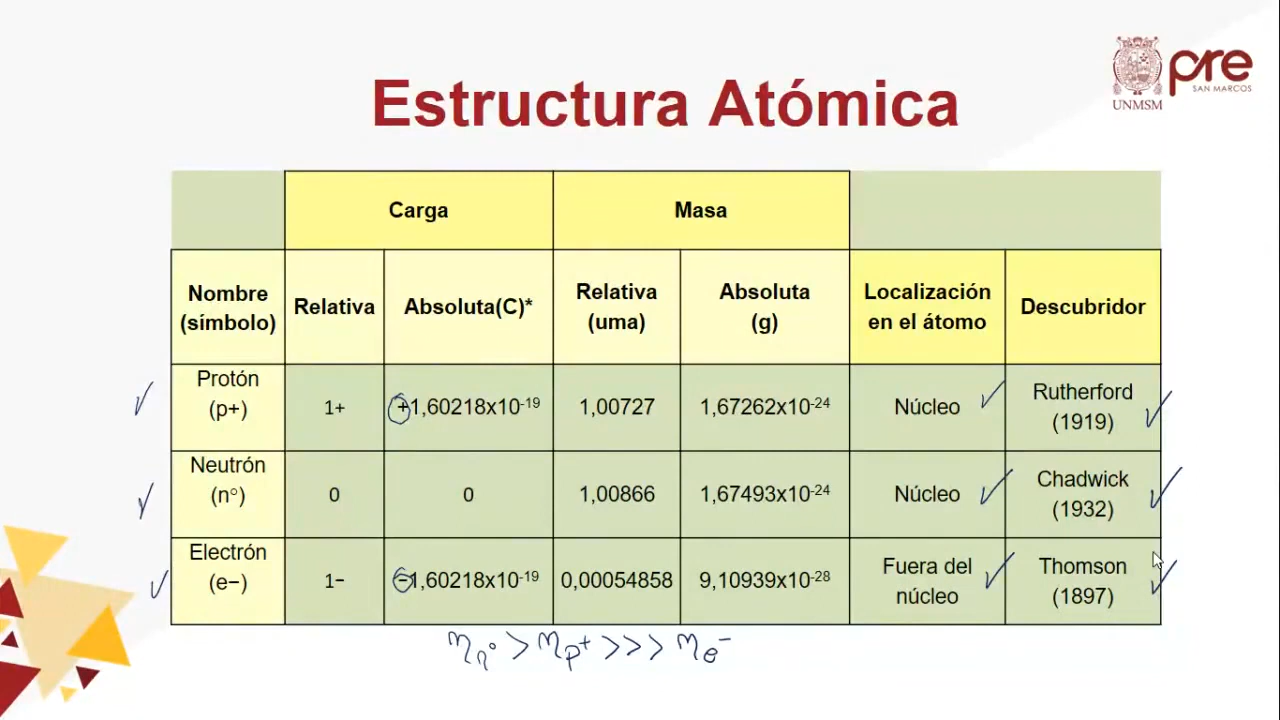 pre
SAN MARCOS
UNMSM
Estructura Atómica
Carga
Masa
Nombre
(símbolo)
Relativa
Absoluta(C)*
Relativa
(uma)
Absoluta
(g)
Localización
en el átomo
Descubridor
Protón
(p+)
1+
+1,60218x10⁻¹⁹
1,00727
1,67262x10⁻²⁴
Núcleo
Rutherford
(1919)
Neutrón
(n°)
0
0
1,00866
1,67493x10⁻²⁴
Núcleo
Chadwick
(1932)
Electrón
(e−)
1−
−1,60218x10⁻¹⁹
0,00054858
9,10939x10⁻²⁸
Fuera del
núcleo
Thomson
(1897)
mn° > mp⁺ >>> me⁻